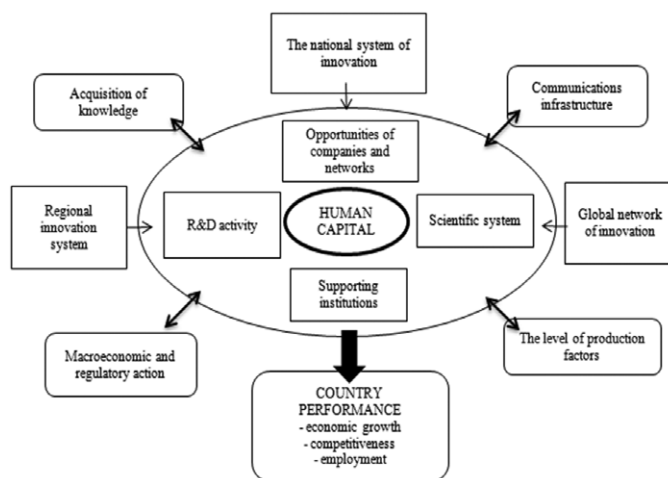 The national system of
innovation
Acquisition of
knowledge
Communications
infrastructure
Opportunities of
companies and
networks
Regional
innovation
system
R&D activity
HUMAN
CAPITAL
Scientific system
Global network
of innovation
Supporting
institutions
Macroeconomic and
regulatory action
The level of production
factors
COUNTRY
PERFORMANCE
- economic growth
- competitiveness
- employment